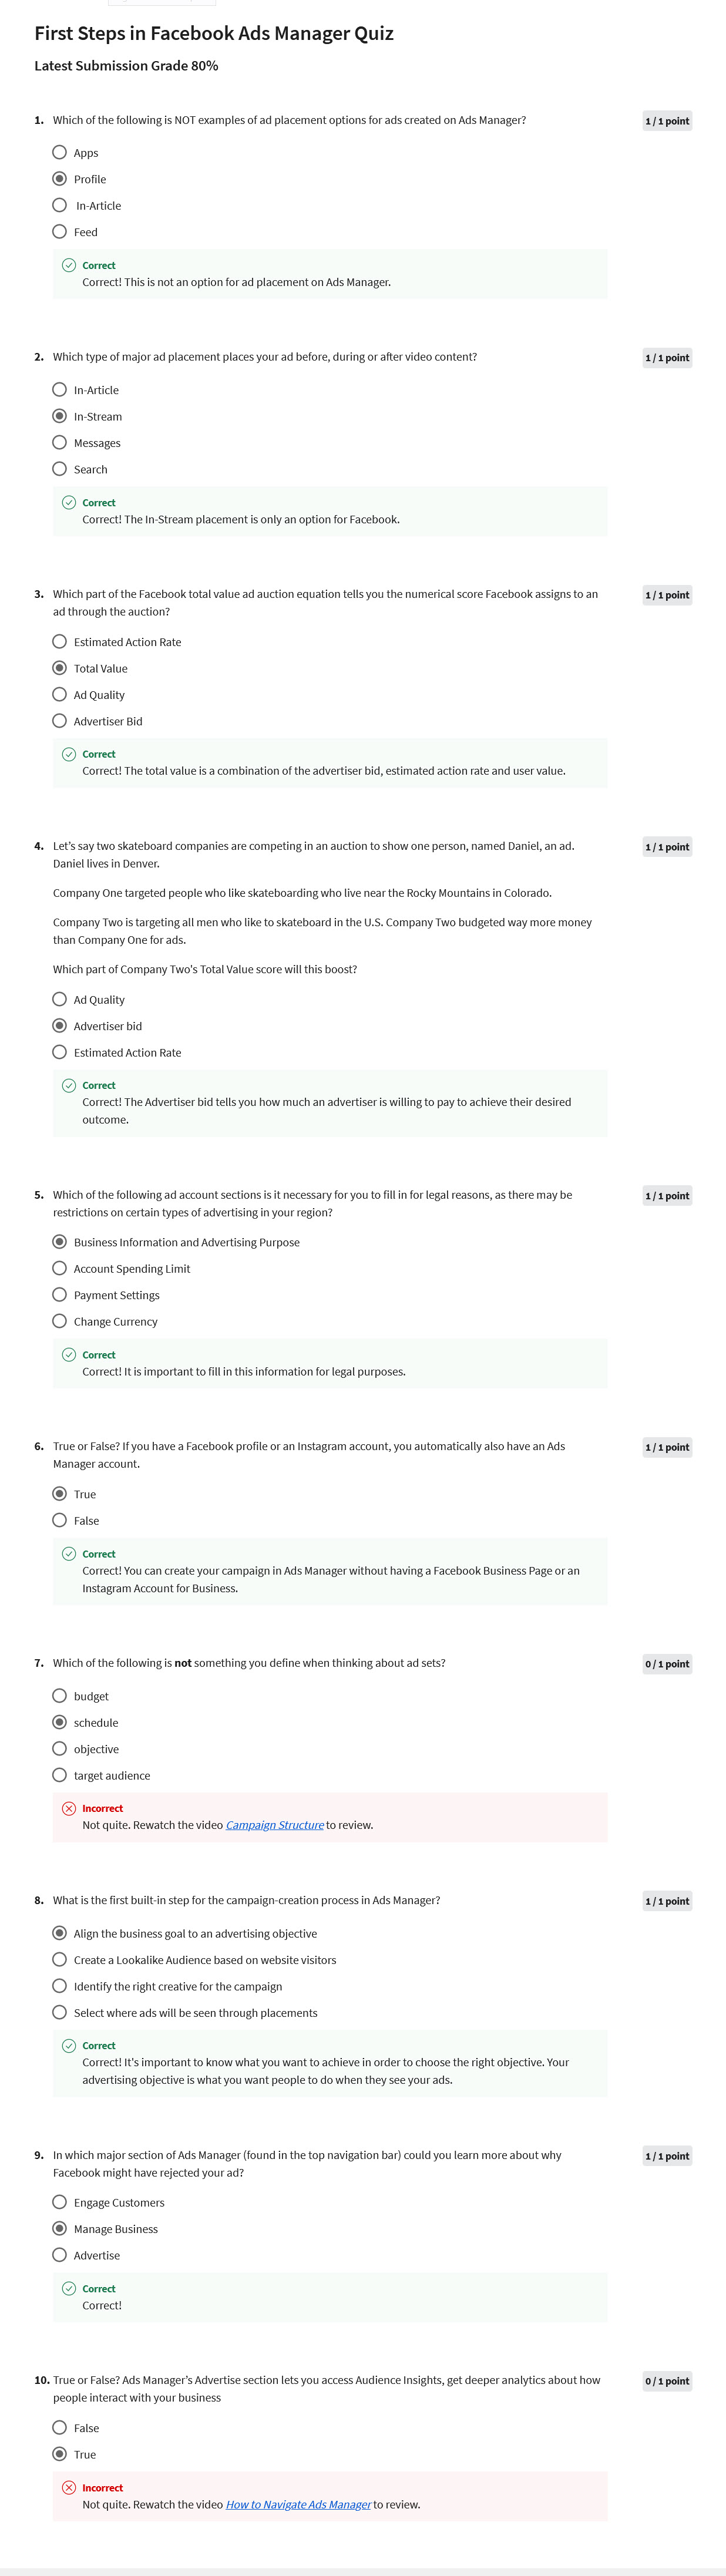 First Steps in Facebook Ads Manager Quiz
Latest Submission Grade 80%
1. Which of the following is NOT examples of ad placement options for ads created on Ads Manager?
1 / 1 point
Apps
Profile
In-Article
Feed
Correct
Correct! This is not an option for ad placement on Ads Manager.
2. Which type of major ad placement places your ad before, during or after video content?
1 / 1 point
In-Article
In-Stream
Messages
Search
Correct
Correct! The In-Stream placement is only an option for Facebook.
3. Which part of the Facebook total value ad auction equation tells you the numerical score Facebook assigns to an
ad through the auction?
1 / 1 point
Estimated Action Rate
Total Value
Ad Quality
Advertiser Bid
Correct
Correct! The total value is a combination of the advertiser bid, estimated action rate and user value.
4. Let’s say two skateboard companies are competing in an auction to show one person, named Daniel, an ad.
Daniel lives in Denver.
1 / 1 point
Company One targeted people who like skateboarding who live near the Rocky Mountains in Colorado.
Company Two is targeting all men who like to skateboard in the U.S. Company Two budgeted way more money
than Company One for ads.
Which part of Company Two's Total Value score will this boost?
Ad Quality
Advertiser bid
Estimated Action Rate
Correct
Correct! The Advertiser bid tells you how much an advertiser is willing to pay to achieve their desired
outcome.
5. Which of the following ad account sections is it necessary for you to fill in for legal reasons, as there may be
restrictions on certain types of advertising in your region?
1 / 1 point
Business Information and Advertising Purpose
Account Spending Limit
Payment Settings
Change Currency
Correct
Correct! It is important to fill in this information for legal purposes.
6. True or False? If you have a Facebook profile or an Instagram account, you automatically also have an Ads
Manager account.
1 / 1 point
True
False
Correct
Correct! You can create your campaign in Ads Manager without having a Facebook Business Page or an
Instagram Account for Business.
7. Which of the following is not something you define when thinking about ad sets?
0 / 1 point
budget
schedule
objective
target audience
Incorrect
Not quite. Rewatch the video Campaign Structure to review.
8. What is the first built-in step for the campaign-creation process in Ads Manager?
1 / 1 point
Align the business goal to an advertising objective
Create a Lookalike Audience based on website visitors
Identify the right creative for the campaign
Select where ads will be seen through placements
Correct
Correct! It's important to know what you want to achieve in order to choose the right objective. Your
advertising objective is what you want people to do when they see your ads.
9. In which major section of Ads Manager (found in the top navigation bar) could you learn more about why
Facebook might have rejected your ad?
1 / 1 point
Engage Customers
Manage Business
Advertise
Correct
Correct!
10. True or False? Ads Manager’s Advertise section lets you access Audience Insights, get deeper analytics about how
people interact with your business
0 / 1 point
False
True
Incorrect
Not quite. Rewatch the video How to Navigate Ads Manager to review.